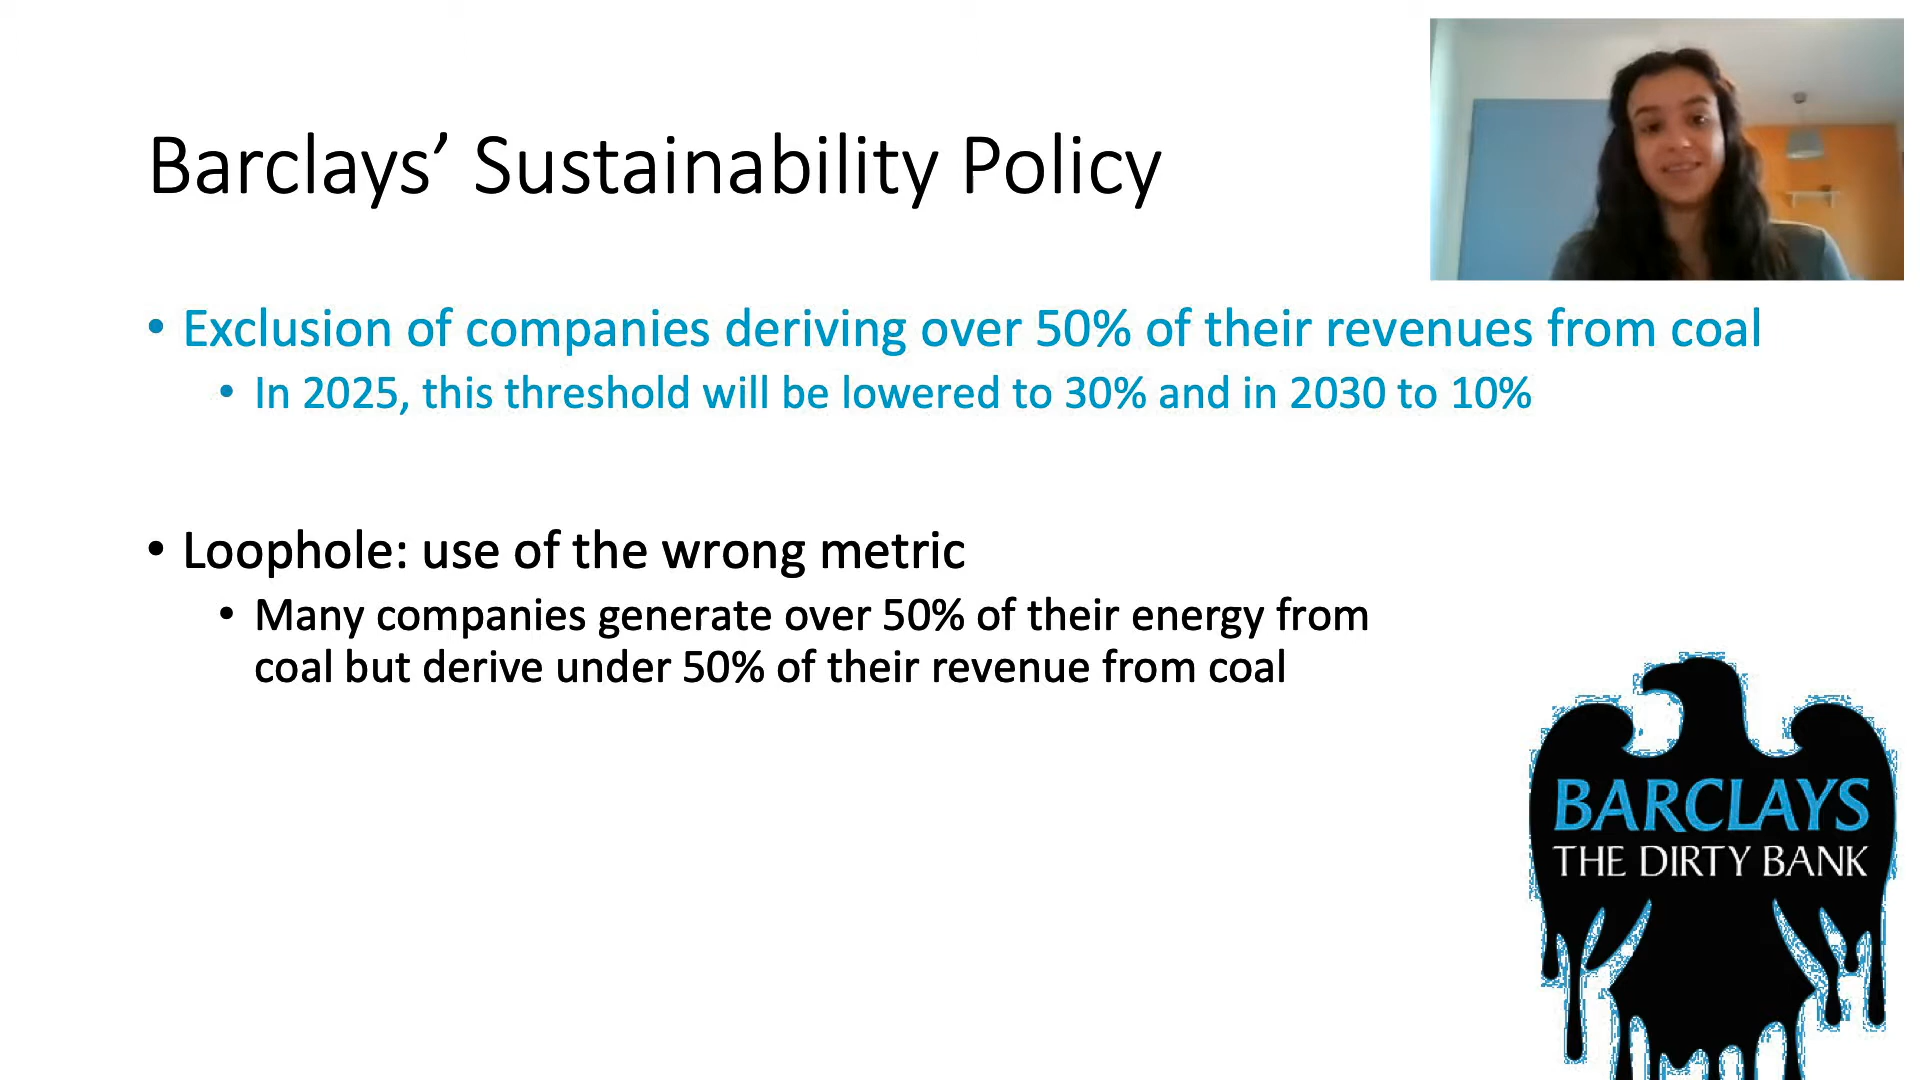 Barclays’ Sustainability Policy
• Exclusion of companies deriving over 50% of their revenues from coal
• In 2025, this threshold will be lowered to 30% and in 2030 to 10%
• Loophole: use of the wrong metric
• Many companies generate over 50% of their energy from
coal but derive under 50% of their revenue from coal
BARCLAYS
THE DIRTY BANK